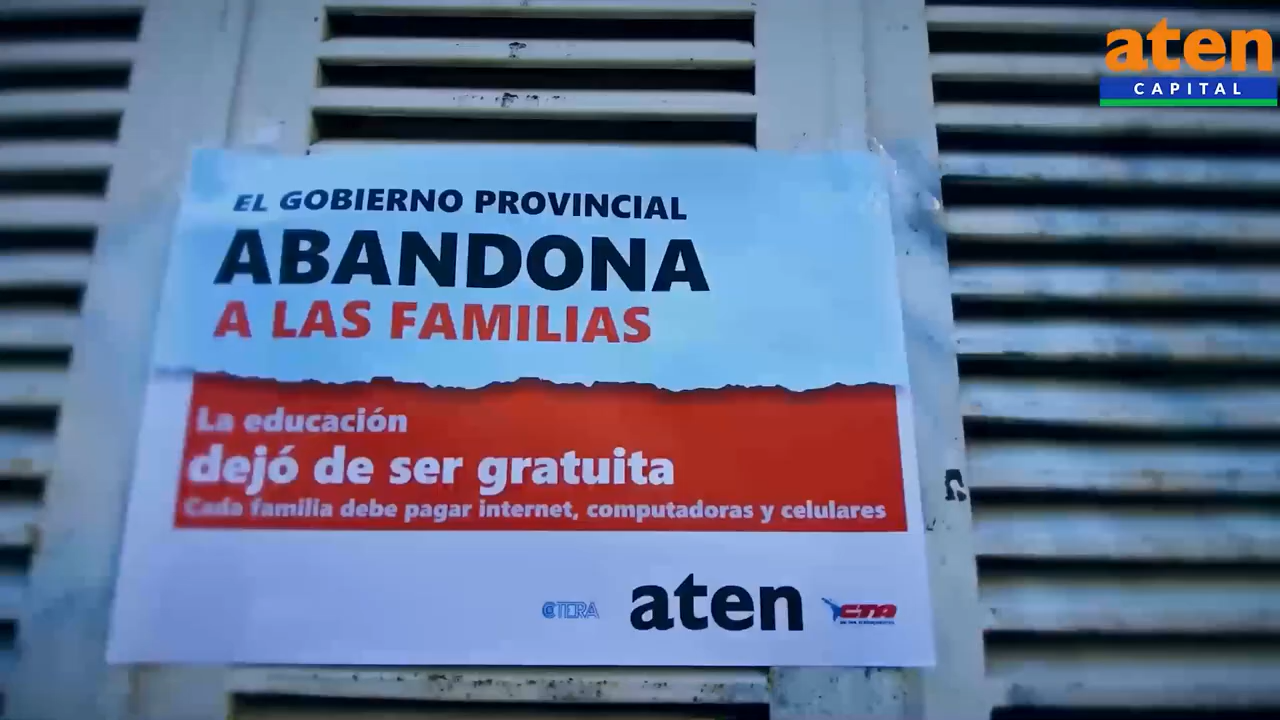 aten
CAPITAL
EL GOBIERNO PROVINCIAL
ABANDONA
A LAS FAMILIAS
La educación
dejó de ser gratuita
Cada familia debe pagar internet, computadoras y celulares
CTERA
aten
CTA